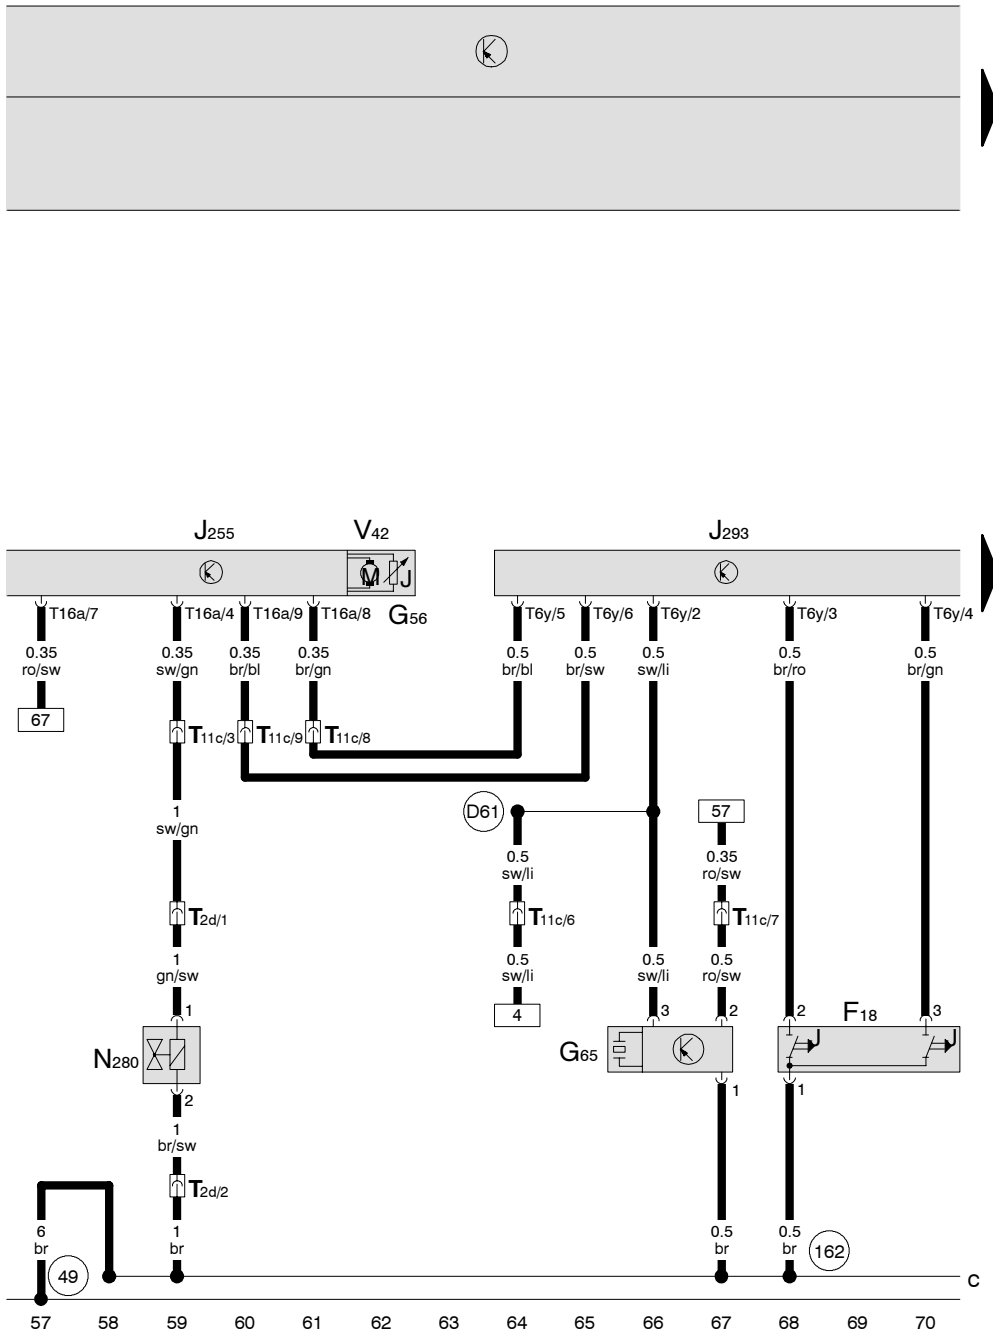 J255 V42 J293
M J
T16a/7 T16a/4 T16a/9 T16a/8 G56 T6y/5 T6y/6 T6y/2 T6y/3 T6y/4
0.35 0.35 0.35 0.35 0.5 0.5 0.5 0.5 0.5
ro/sw sw/gn br/bl br/gn br/bl br/sw sw/li br/ro br/gn
67
T11c/3 T11c/9 T11c/8
D61 57
1
sw/gn
0.5 0.35
sw/li ro/sw
T2d/1 T11c/6 T11c/7
1 0.5 0.5 0.5
gn/sw sw/li sw/li ro/sw
1 4 3 2 2 F18 3
J J
N280 G65
2 1 1
1
br/sw
T2d/2
6 1 0.5 0.5
br br br br
49 162
C
57 58 59 60 61 62 63 64 65 66 67 68 69 70